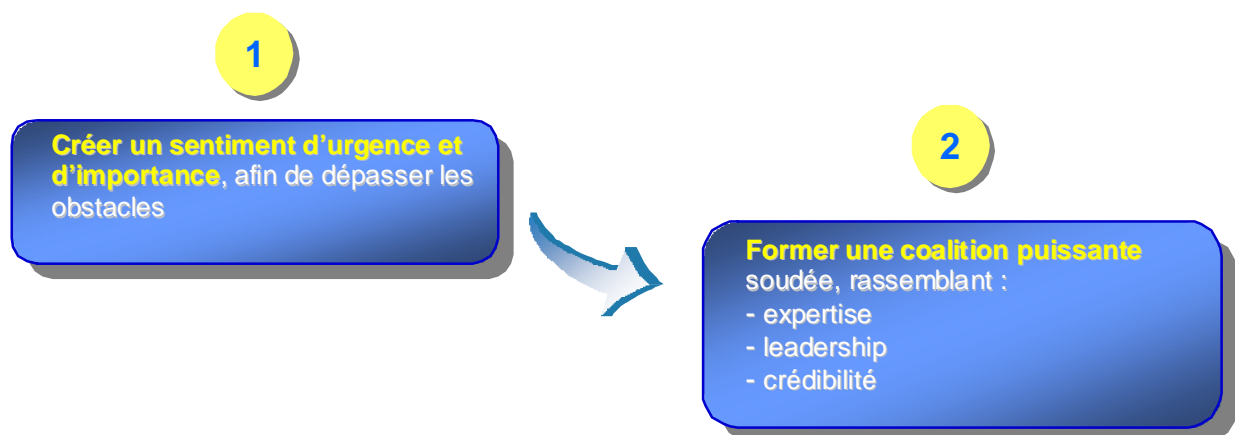 1
Créer un sentiment d’urgence et
d’importance, afin de dépasser les
obstacles
2
Former une coalition puissante
soudée, rassemblant :
- expertise
- leadership
- crédibilité